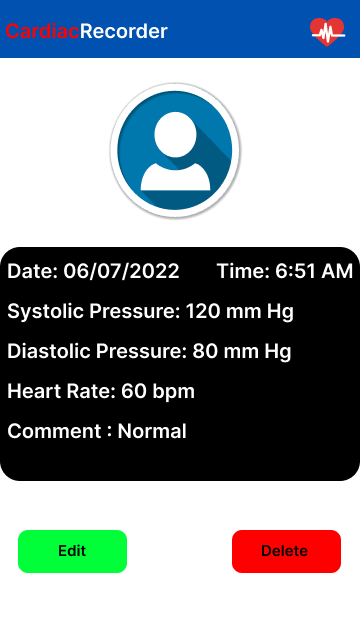 CardiacRecorder
Date: 06/07/2022 Time: 6:51 AM
Systolic Pressure: 120 mm Hg
Diastolic Pressure: 80 mm Hg
Heart Rate: 60 bpm
Comment : Normal
Edit Delete